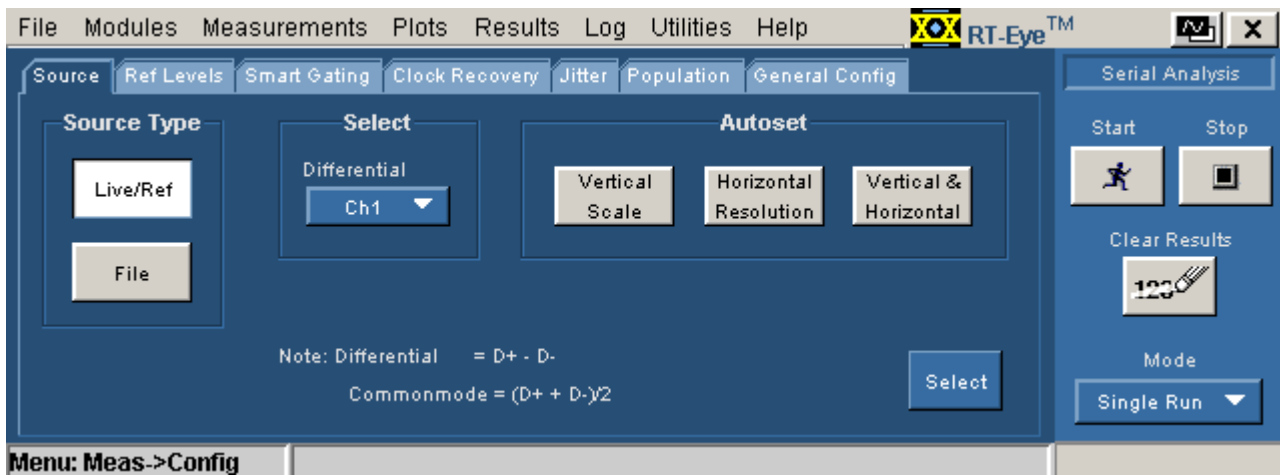 File Modules Measurements Plots Results Log Utilities Help RT-Eye™
Source Ref Levels Smart Gating Clock Recovery Jitter Population General Config
Serial Analysis
Source Type
Live/Ref
File
Select
Differential
Ch1
Autoset
Vertical
Scale
Horizontal
Resolution
Vertical &
Horizontal
Note: Differential = D+ - D-
Commonmode = (D+ + D-)/2
Select
Start Stop
Clear Results
123
Mode
Single Run
Menu: Meas->Config